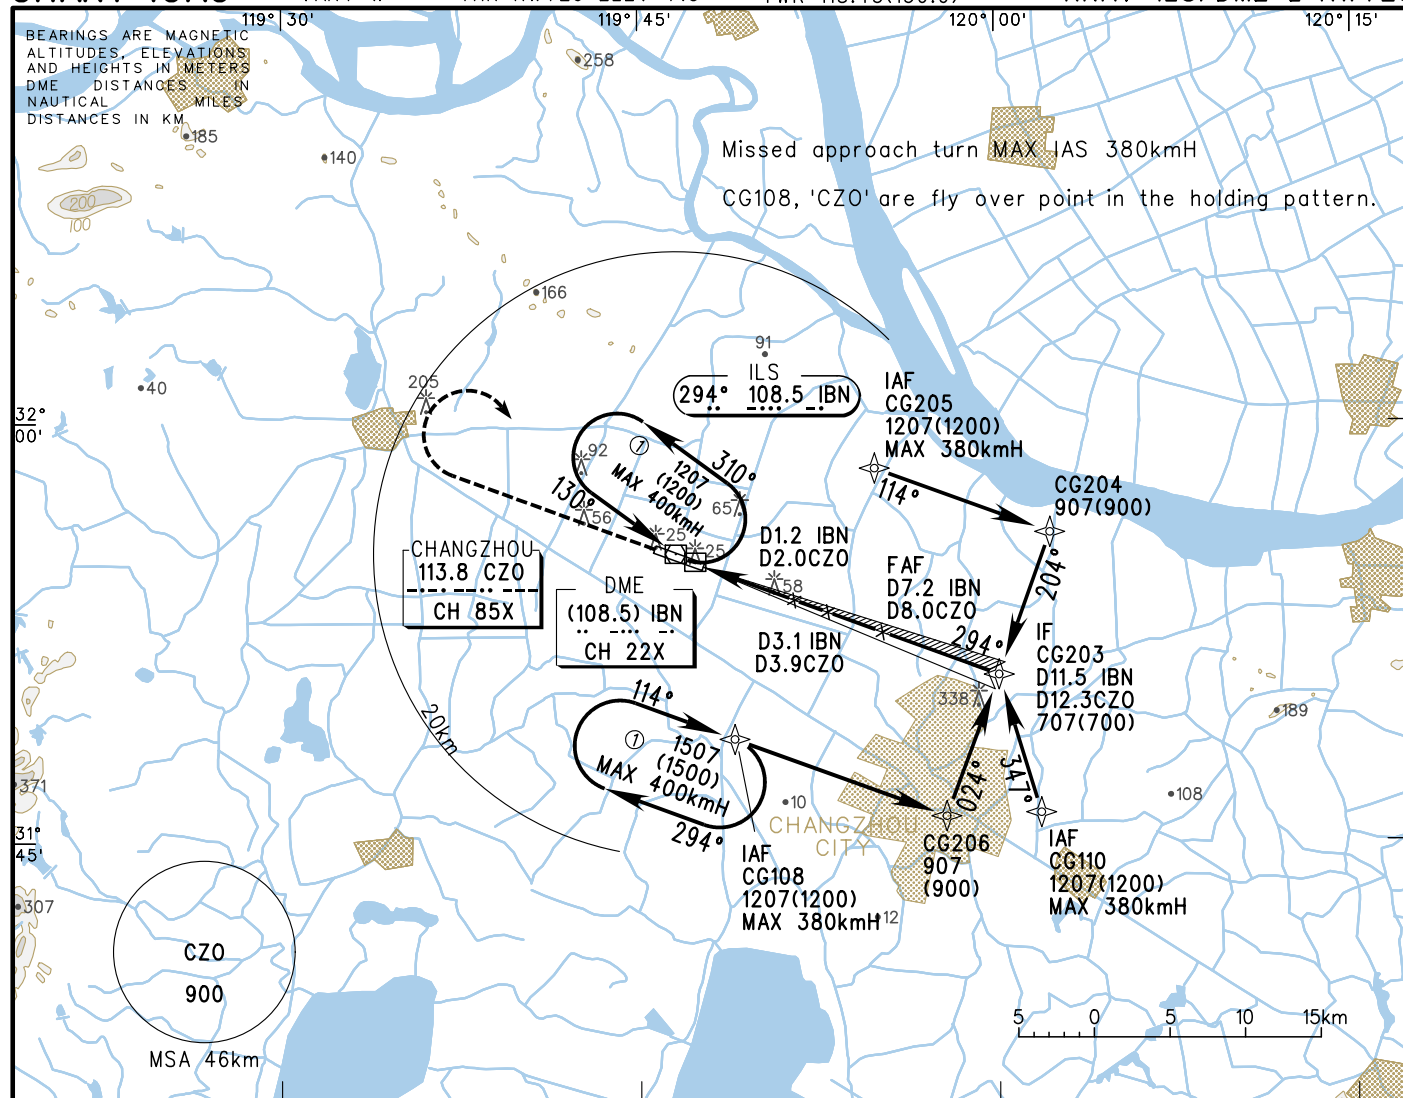 119°30'
119°45'
120°00'
120°15'
BEARINGS ARE MAGNETIC
ALTITUDES, ELEVATIONS
AND HEIGHTS IN METERS
DME DISTANCES IN
NAUTICAL MILES
DISTANCES IN KM
258
185
140
200
100
Missed approach turn MAX IAS 380kmH
CG108, 'CZO' are fly over point in the holding pattern.
166
91
40
205
ILS
294° 108.5 IBN
IAF
CG205
1207(1200)
MAX 380kmH
32°
00'
114°
CG204
907(900)
204°
92
1
1207
(1200)
MAX 400kmH
310°
130°
56
65
25
25
CHANGZHOU
113.8 CZO
CH 85X
DME
(108.5) IBN
CH 22X
D1.2 IBN
D2.0CZO
58
FAF
D7.2 IBN
D8.0CZO
D3.1 IBN
D3.9CZO
294°
IF
CG203
D11.5 IBN
D12.3CZO
707(700)
338
189
20km
114°
1
1507
(1500)
MAX 400kmH
294°
024°
347°
371
10
108
CHANGZHOU
CITY
31°
45'
CG206
907
(900)
IAF
CG108
1207(1200)
MAX 380kmH
12
IAF
CG110
1207(1200)
MAX 380kmH
307
CZO
900
MSA 46km
5 0 5 10 15km